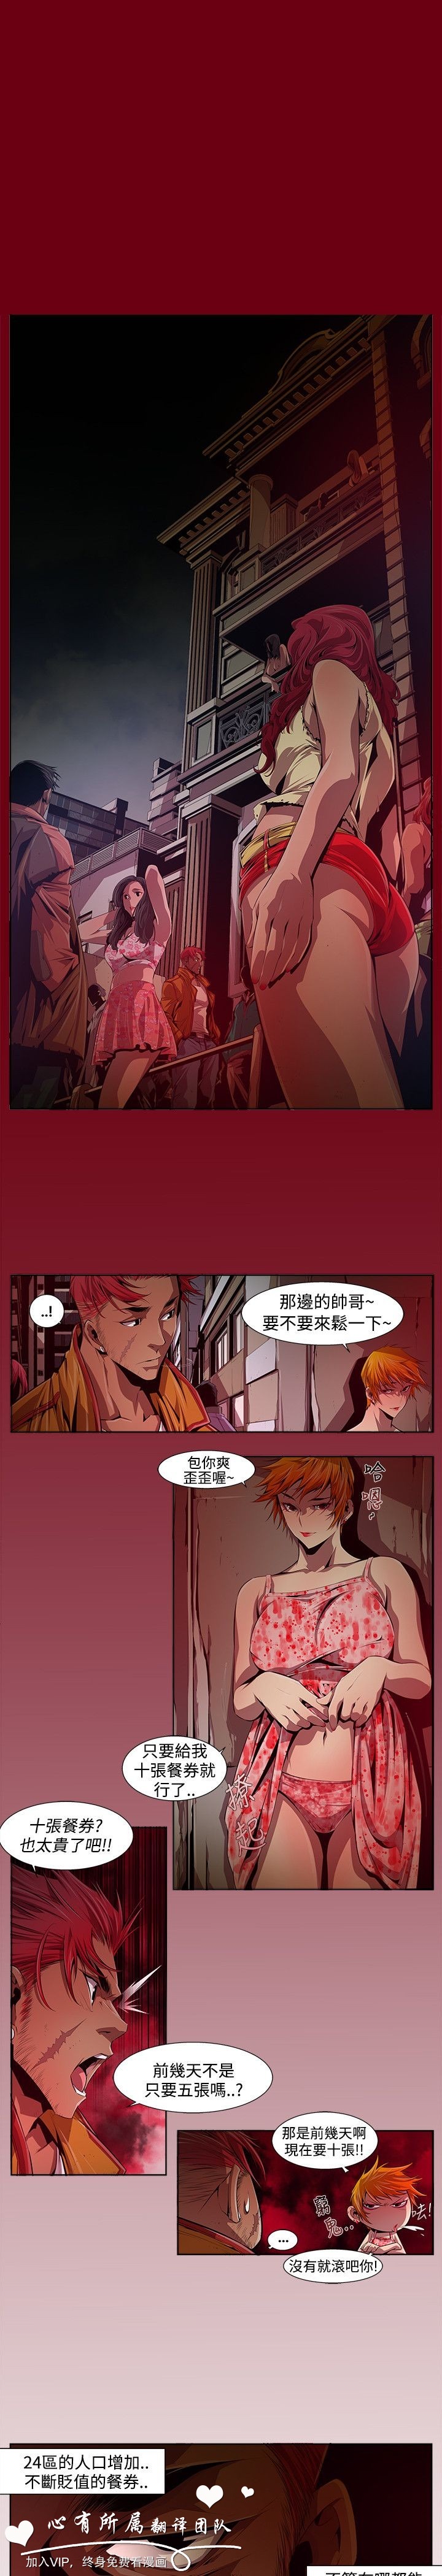 ..!
那邊的帥哥~
要不要來鬆一下~
包你爽
歪歪喔~
哈
嗯
只要給我
十張餐券就
行了..
撩起
十張餐券?
也太貴了吧!!
前幾天不是
只要五張嗎..?
那是前幾天啊
現在要十張!!
窮鬼..
呿!
...
沒有就滾吧你!
24區的人口增加..
不斷貶值的餐券..
心有所属翻译团队
加入VIP，终身免费看漫画